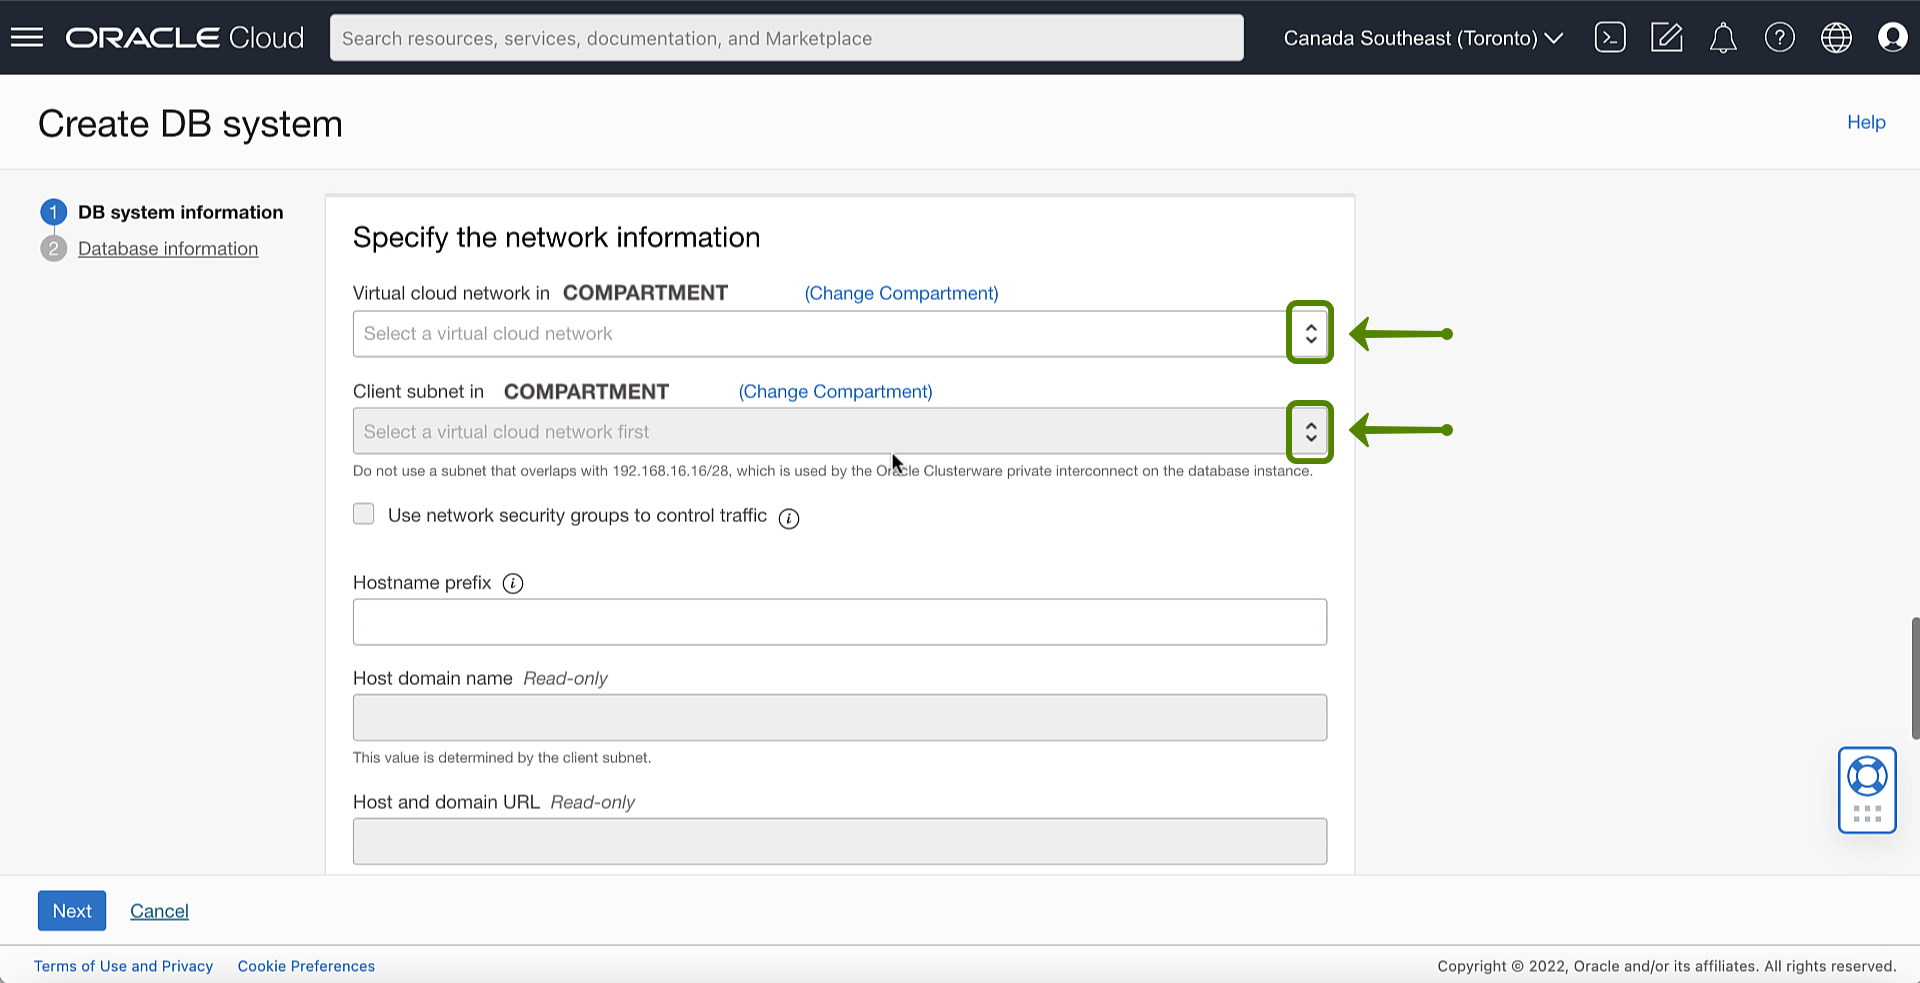 ORACLE Cloud
Search resources, services, documentation, and Marketplace
Canada Southeast (Toronto)
Create DB system
Help
1 DB system information
2 Database information
Specify the network information
Virtual cloud network in COMPARTMENT (Change Compartment)
Select a virtual cloud network
Client subnet in COMPARTMENT (Change Compartment)
Select a virtual cloud network first
Do not use a subnet that overlaps with 192.168.16.16/28, which is used by the Oracle Clusterware private interconnect on the database instance.
Use network security groups to control traffic
Hostname prefix
Host domain name Read-only
This value is determined by the client subnet.
Host and domain URL Read-only
Next Cancel
Terms of Use and Privacy Cookie Preferences
Copyright © 2022, Oracle and/or its affiliates. All rights reserved.